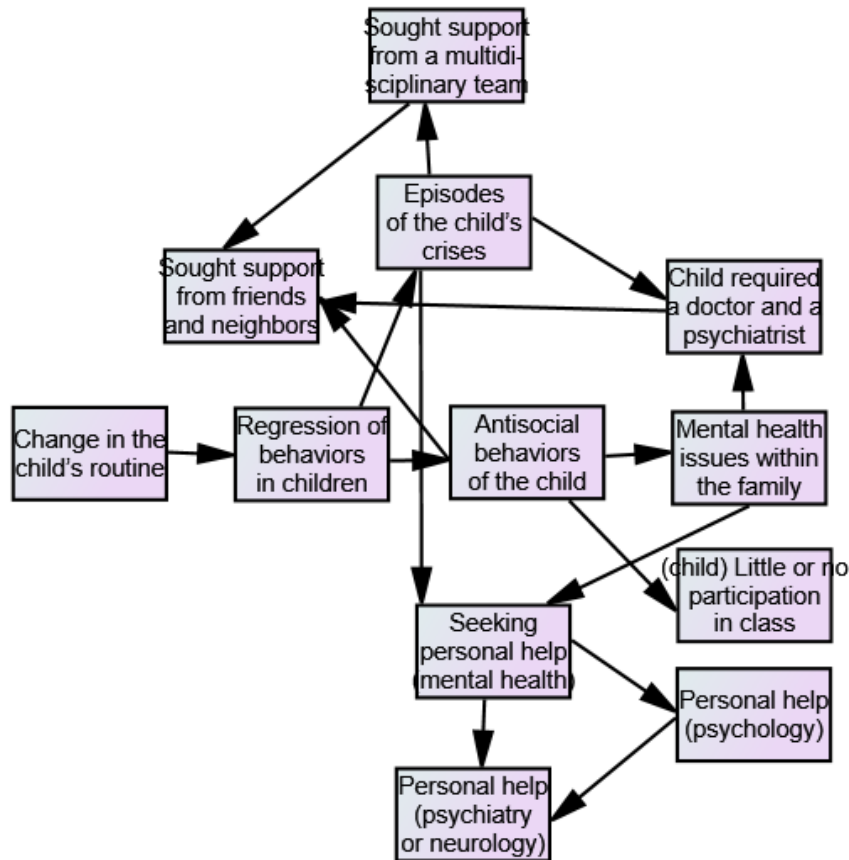 Sought support
from a multidi-
sciplinary team
Episodes
of the child's
crises
Sought support
from friends
and neighbors
Child required
a doctor and a
psychiatrist
Change in the
child's routine
Regression of
behaviors
in children
Antisocial
behaviors
of the child
Mental health
issues within
the family
(child) Little or no
participation
in class
Seeking
personal help
(mental health)
Personal help
(psychology)
Personal help
(psychiatry
or neurology)